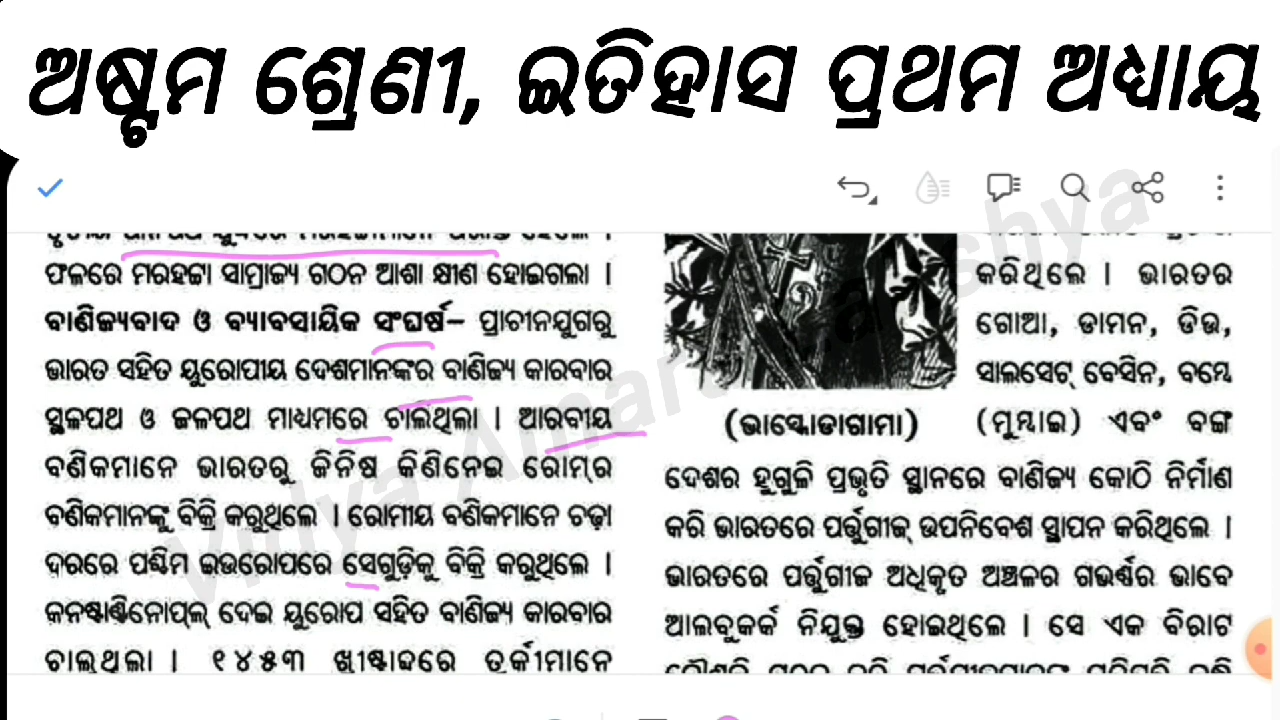 ଅଷ୍ଟମ ଶ୍ରେଣୀ, ଇତିହାସ ପ୍ରଥମ ଅଧ୍ୟାୟ
ଫଳରେ ମରହଟ୍ଟା ସାମ୍ରାଜ୍ୟ ଗଠନ ଆଶା କ୍ଷୀଣ ହୋଇଗଲା ।
ବାଣିଜ୍ୟବାଦ ଓ ବ୍ୟାବସାୟିକ ସଂଘର୍ଷ– ପ୍ରାଚୀନଯୁଗରୁ
ଭାରତ ସହିତ ୟୁରୋପୀୟ ଦେଶମାନଙ୍କର ବାଣିଜ୍ୟ କାରବାର
ସ୍ଥଳପଥ ଓ ଜଳପଥ ମାଧ୍ୟମରେ ଚାଲିଥିଲା । ଆରବୀୟ
ବଣିକମାନେ ଭାରତରୁ ଜିନିଷ କିଣିନେଇ ରୋମ୍‌ର
ବଣିକମାନଙ୍କୁ ବିକ୍ରି କରୁଥିଲେ । ରୋମୀୟ ବଣିକମାନେ ଚଢ଼ା
ଦରରେ ପଶ୍ଚିମ ଇଉରୋପରେ ସେଗୁଡ଼ିକୁ ବିକ୍ରି କରୁଥିଲେ ।
କନଷ୍ଟାଣ୍ଟିନୋପ୍‌ଲ୍ ଦେଇ ୟୁରୋପ ସହିତ ବାଣିଜ୍ୟ କାରବାର
ଚାଲୁଥିଲା । ୧୪୫୩ ଖ୍ରୀଷ୍ଟାବ୍ଦରେ ତୁର୍କୀମାନେ
(ଭାସ୍କୋଡାଗାମା)
କରିଥିଲେ । ଭାରତର
ଗୋଆ, ଡାମନ, ଡିଉ,
ସାଲସେଟ୍ ବେସିନ, ବମ୍ବେ
(ମୁମ୍ବାଇ) ଏବଂ ବଙ୍ଗ
ଦେଶର ହୁଗୁଳି ପ୍ରଭୃତି ସ୍ଥାନରେ ବାଣିଜ୍ୟ କୋଠି ନିର୍ମାଣ
କରି ଭାରତରେ ପର୍ତ୍ତୁଗୀଜ୍ ଉପନିବେଶ ସ୍ଥାପନ କରିଥିଲେ ।
ଭାରତରେ ପର୍ତ୍ତୁଗୀଜ ଅଧିକୃତ ଅଞ୍ଚଳର ଗଭର୍ଷର ଭାବେ
ଆଲବୁକର୍କ ନିଯୁକ୍ତ ହୋଇଥିଲେ । ସେ ଏକ ବିରାଟ
Vidya Amar